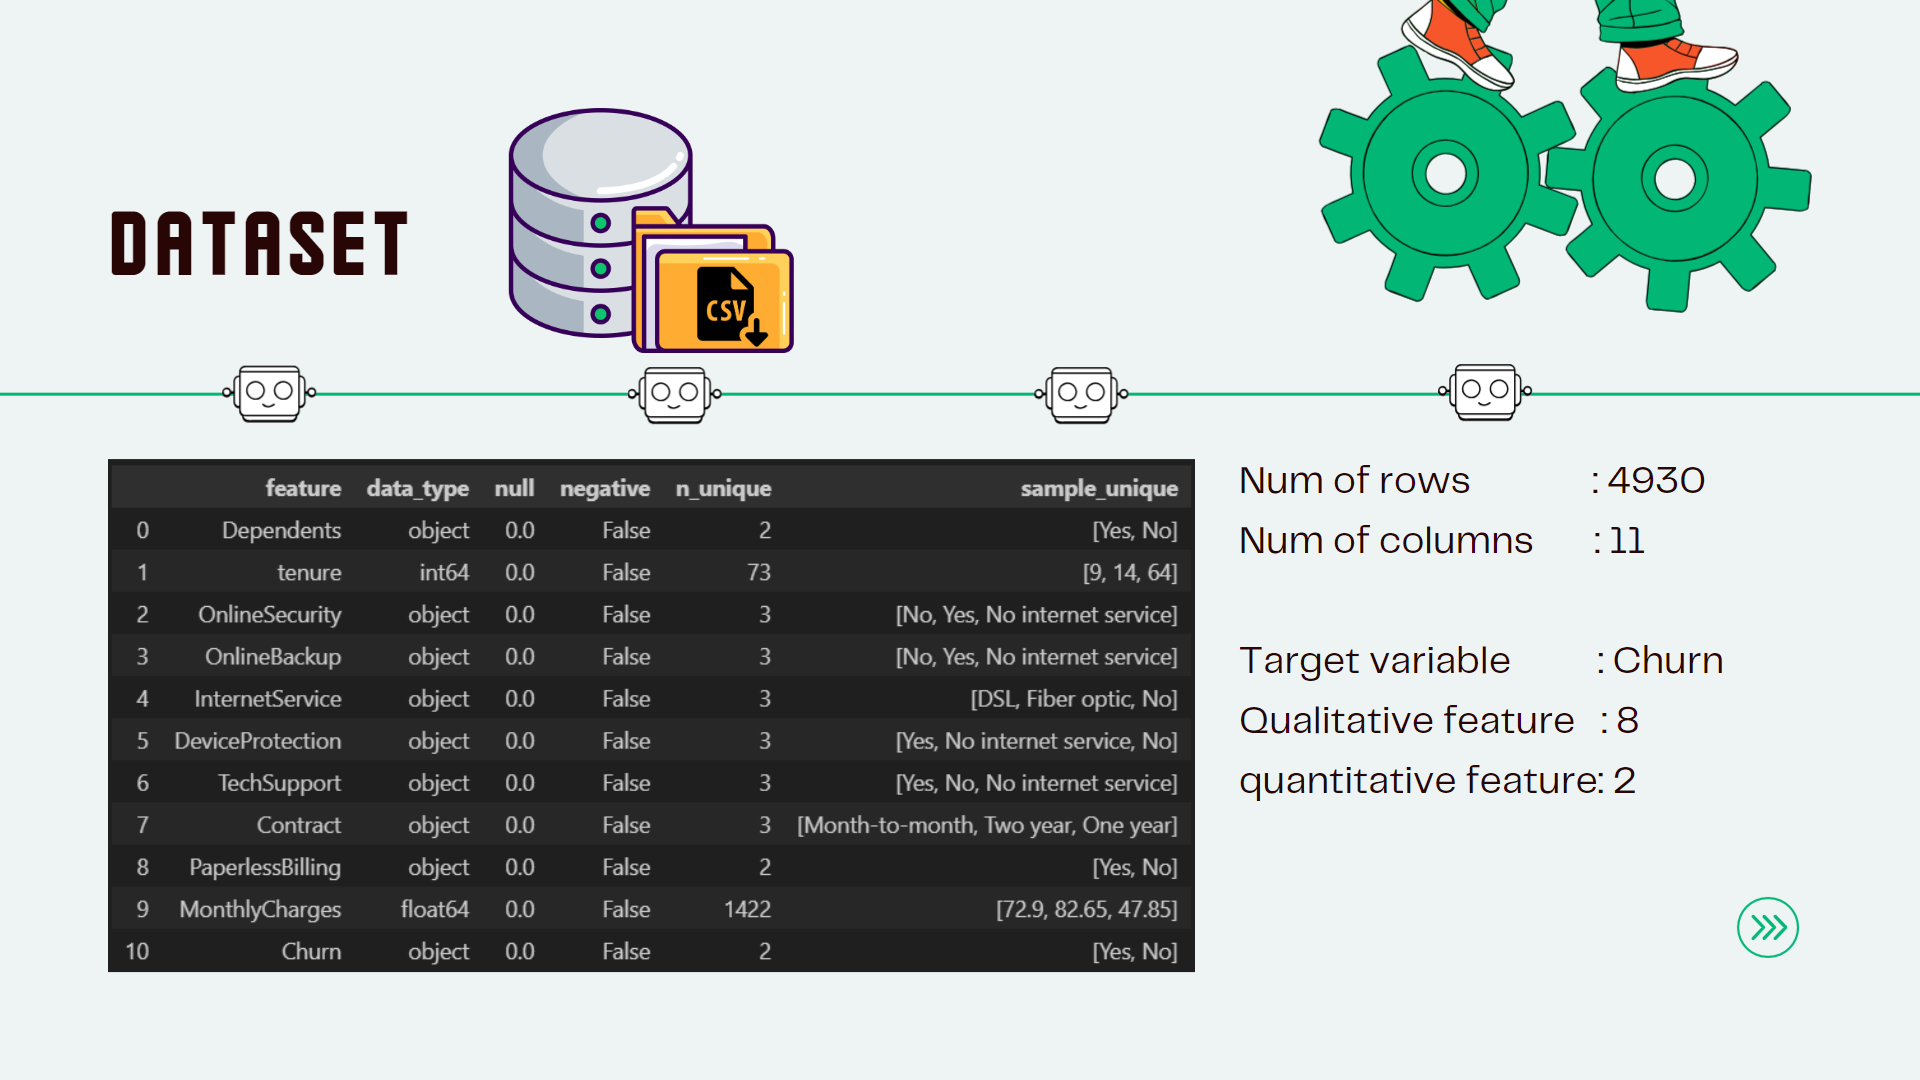 DATASET
CSV
feature data_type null negative n_unique sample_unique
0 Dependents object 0.0 False 2 [Yes, No]
1 tenure int64 0.0 False 73 [9, 14, 64]
2 OnlineSecurity object 0.0 False 3 [No, Yes, No internet service]
3 OnlineBackup object 0.0 False 3 [No, Yes, No internet service]
4 InternetService object 0.0 False 3 [DSL, Fiber optic, No]
5 DeviceProtection object 0.0 False 3 [Yes, No internet service, No]
6 TechSupport object 0.0 False 3 [Yes, No, No internet service]
7 Contract object 0.0 False 3 [Month-to-month, Two year, One year]
8 PaperlessBilling object 0.0 False 2 [Yes, No]
9 MonthlyCharges float64 0.0 False 1422 [72.9, 82.65, 47.85]
10 Churn object 0.0 False 2 [Yes, No]
Num of rows : 4930
Num of columns : 11
Target variable : Churn
Qualitative feature : 8
quantitative feature: 2